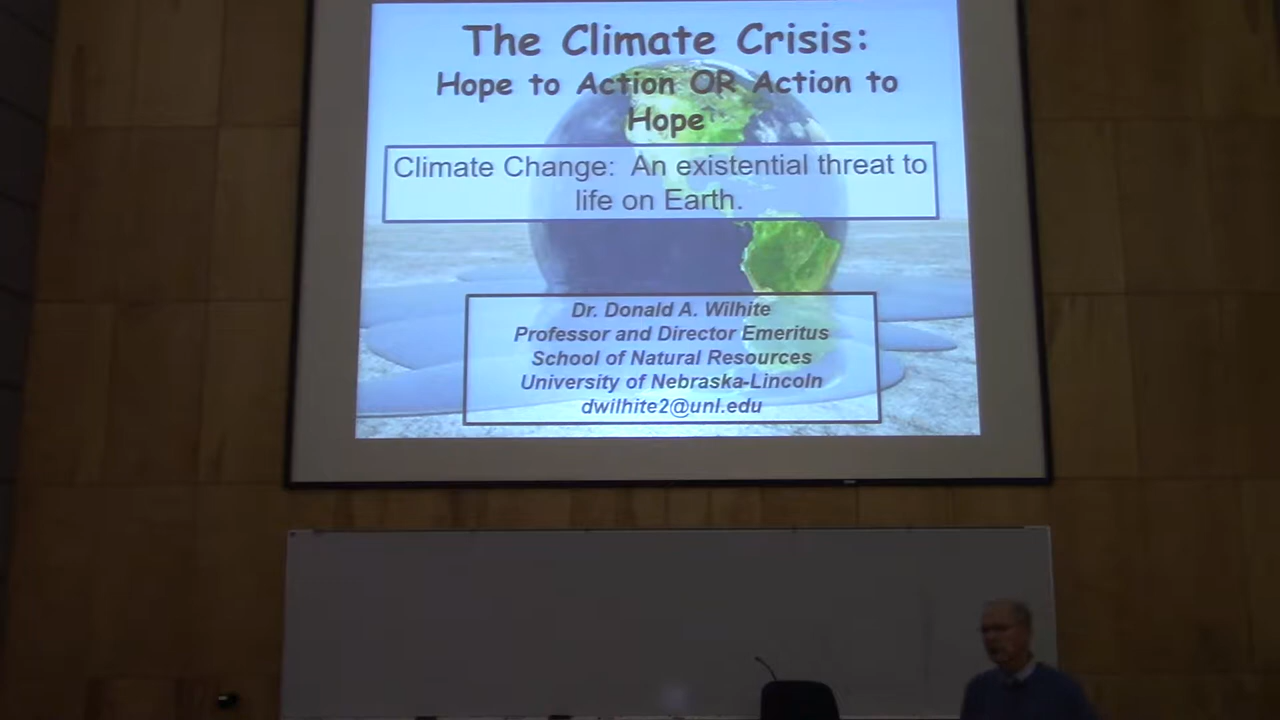 The Climate Crisis:
Hope to Action OR Action to
Hope
Climate Change: An existential threat to
life on Earth.
Dr. Donald A. Wilhite
Professor and Director Emeritus
School of Natural Resources
University of Nebraska-Lincoln
dwilhite2@unl.edu